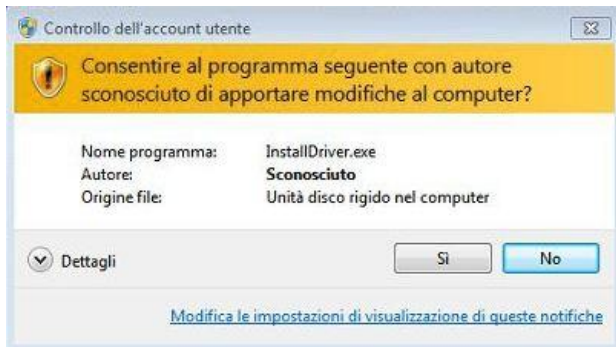 Controllo dell'account utente
Consentire al programma seguente con autore
sconosciuto di apportare modifiche al computer?
Nome programma: InstallDriver.exe
Autore: Sconosciuto
Origine file: Unità disco rigido nel computer
Dettagli Sì No
Modifica le impostazioni di visualizzazione di queste notifiche